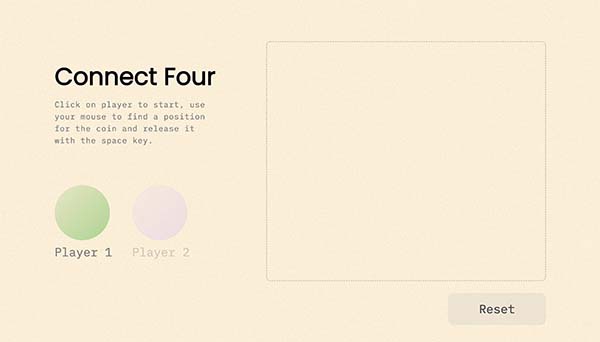 Connect Four
Click on player to start, use
your mouse to find a position
for the coin and release it
with the space key.
Player 1
Player 2
Reset